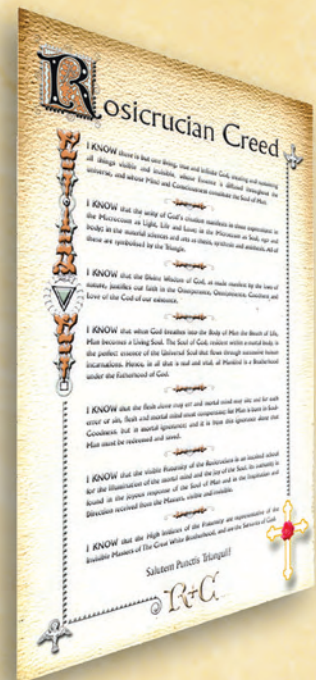 Rosicrucian Creed
I KNOW there is but one living, true and infinite God, creating and sustaining
all things visible and invisible, whose Essence is diffused throughout the
universe, and whose Mind and Consciousness constitute the Soul of Man.
I KNOW that the unity of God's creation manifests in three expressions: in
the Macrocosm as Light, Life and Love; in the Microcosm as Soul, ego and
body; in the material sciences and arts as thesis, synthesis and antithesis. All of
these are symbolized by the Triangle.
I KNOW that the Divine Wisdom of God, as made manifest by the laws of
nature, justifies our faith in the Omnipotence, Omnipresence, Goodness and
Love of the God of our existence.
I KNOW that when God breathes into the Body of Man the Breath of Life,
Man becomes a Living Soul. The Soul of God, resident within a mortal body, is
the perfect essence of the Universal Soul that flows through successive human
incarnations. Hence, in all that is real and vital, all Mankind is a Brotherhood
under the Fatherhood of God.
I KNOW that the flesh alone may err and mortal mind may sin; and for each
error or sin, flesh and mortal mind must compensate; for Man is born in Soul-
Goodness, but in mortal ignorance; and it is from this ignorance alone that
Man must be redeemed and saved.
I KNOW that the visible Fraternity of the Rosicrucians is an inspired school
for the illumination of the mortal mind and the joy of the Soul. Its authority is
found in the joyous response of the Soul of Man and in the Inspiration and
Direction received from the Masters, visible and invisible.
I KNOW that the High Initiates of the Fraternity are representative of the
Invisible Masters of The Great White Brotherhood, and are the Servants of God.
Salutem Punctis Trianguli!
R+C